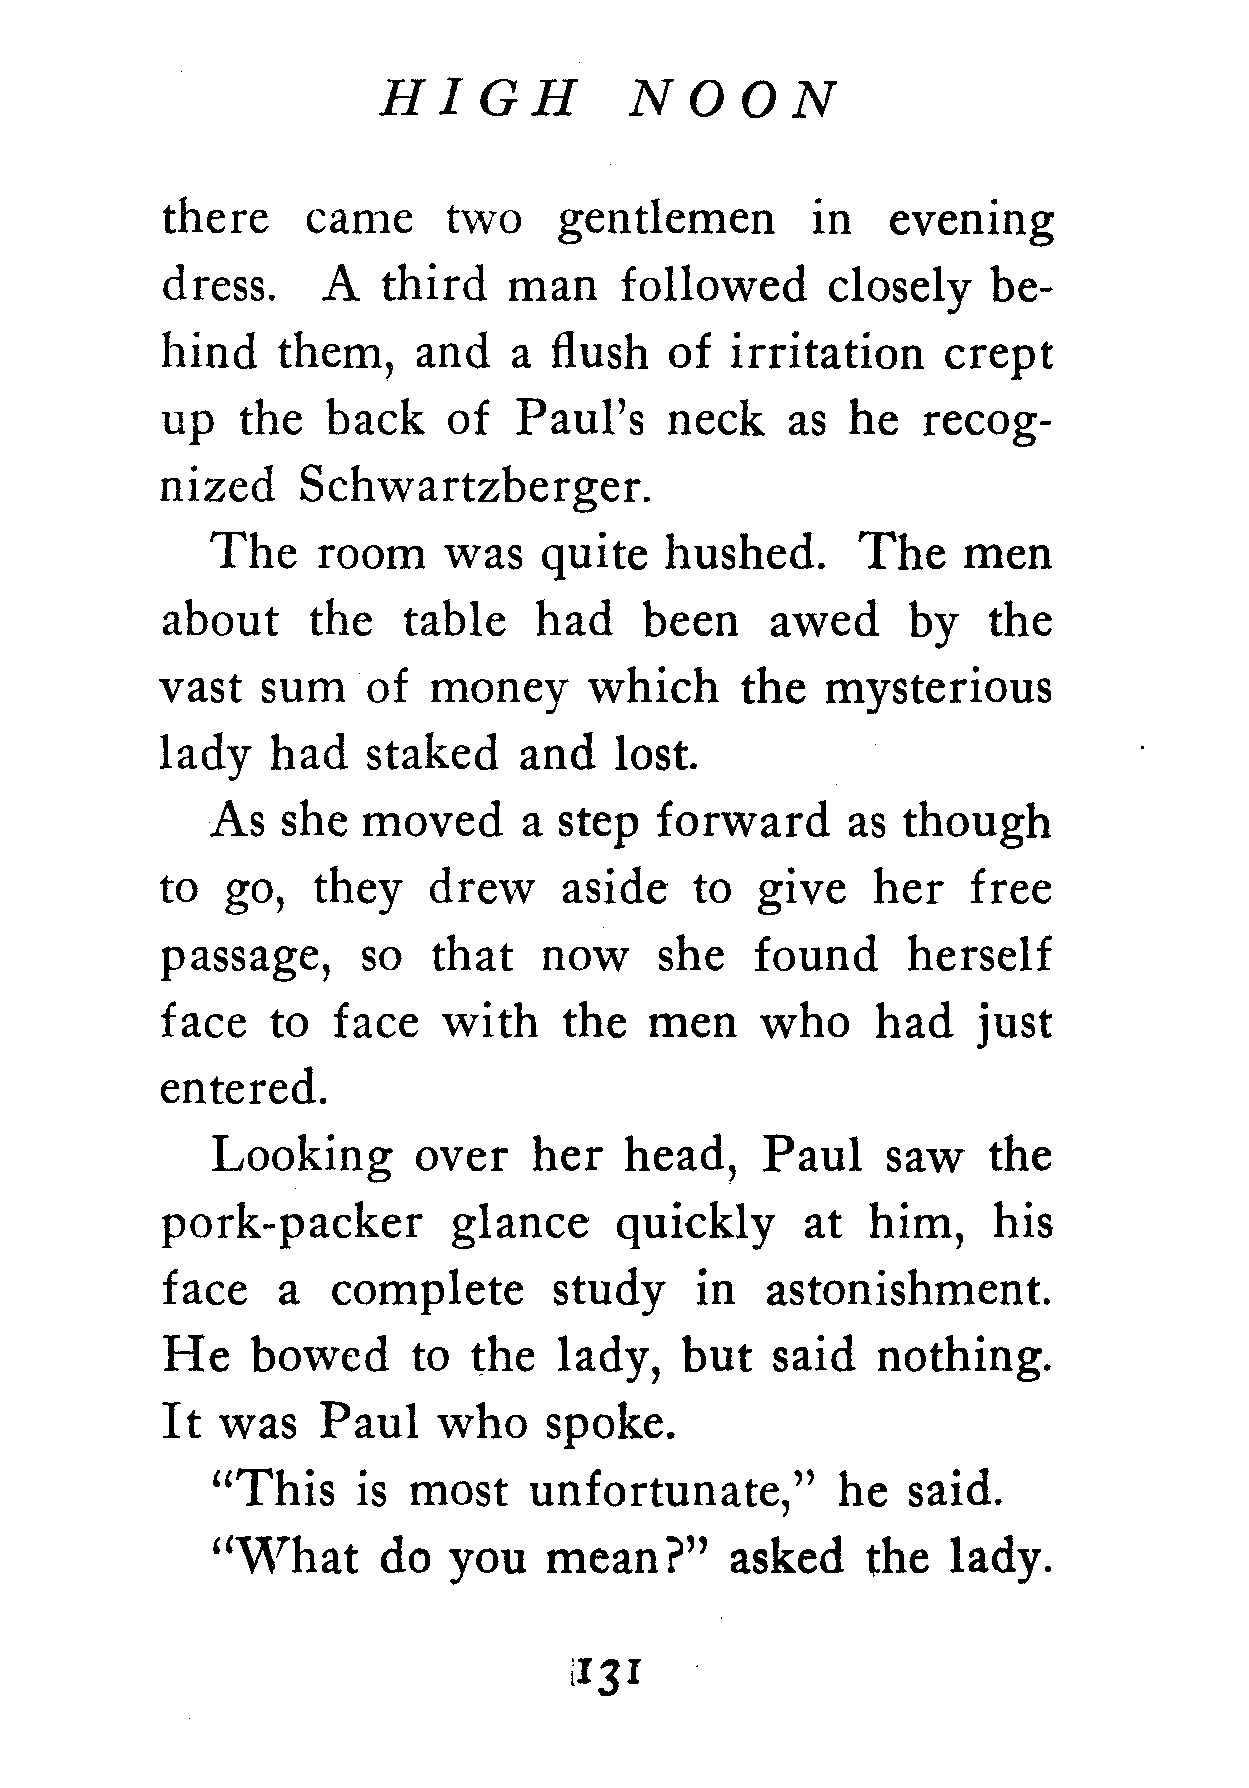 HIGH NOON
there came two gentlemen in evening
dress. A third man followed closely be-
hind them, and a flush of irritation crept
up the back of Paul's neck as he recog-
nized Schwartzberger.
The room was quite hushed. The men
about the table had been awed by the
vast sum of money which the mysterious
lady had staked and lost.
As she moved a step forward as though
to go, they drew aside to give her free
passage, so that now she found herself
face to face with the men who had just
entered.
Looking over her head, Paul saw the
pork-packer glance quickly at him, his
face a complete study in astonishment.
He bowed to the lady, but said nothing.
It was Paul who spoke.
“This is most unfortunate,” he said.
“What do you mean?” asked the lady.
131